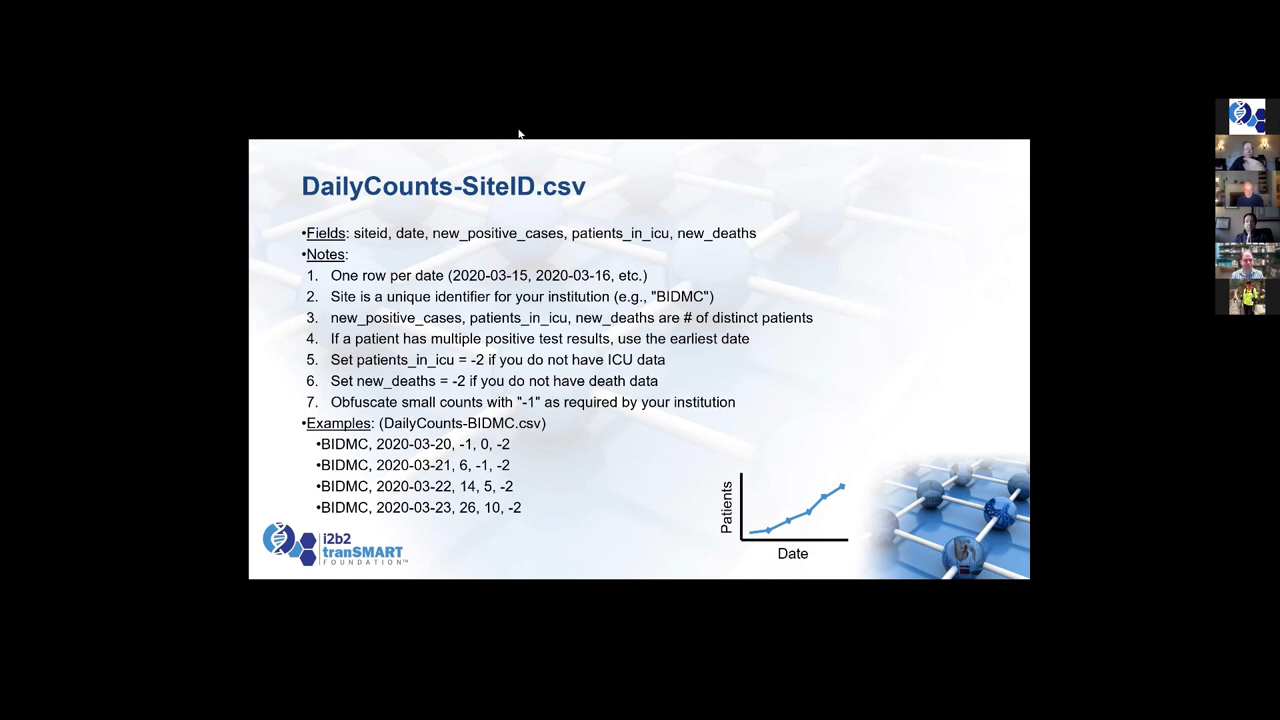 DailyCounts-SiteID.csv
•Fields: siteid, date, new_positive_cases, patients_in_icu, new_deaths
•Notes:
1. One row per date (2020-03-15, 2020-03-16, etc.)
2. Site is a unique identifier for your institution (e.g., "BIDMC")
3. new_positive_cases, patients_in_icu, new_deaths are # of distinct patients
4. If a patient has multiple positive test results, use the earliest date
5. Set patients_in_icu = -2 if you do not have ICU data
6. Set new_deaths = -2 if you do not have death data
7. Obfuscate small counts with "-1" as required by your institution
•Examples: (DailyCounts-BIDMC.csv)
•BIDMC, 2020-03-20, -1, 0, -2
•BIDMC, 2020-03-21, 6, -1, -2
•BIDMC, 2020-03-22, 14, 5, -2
•BIDMC, 2020-03-23, 26, 10, -2
Patients
Date
i2b2
tranSMART
FOUNDATION™